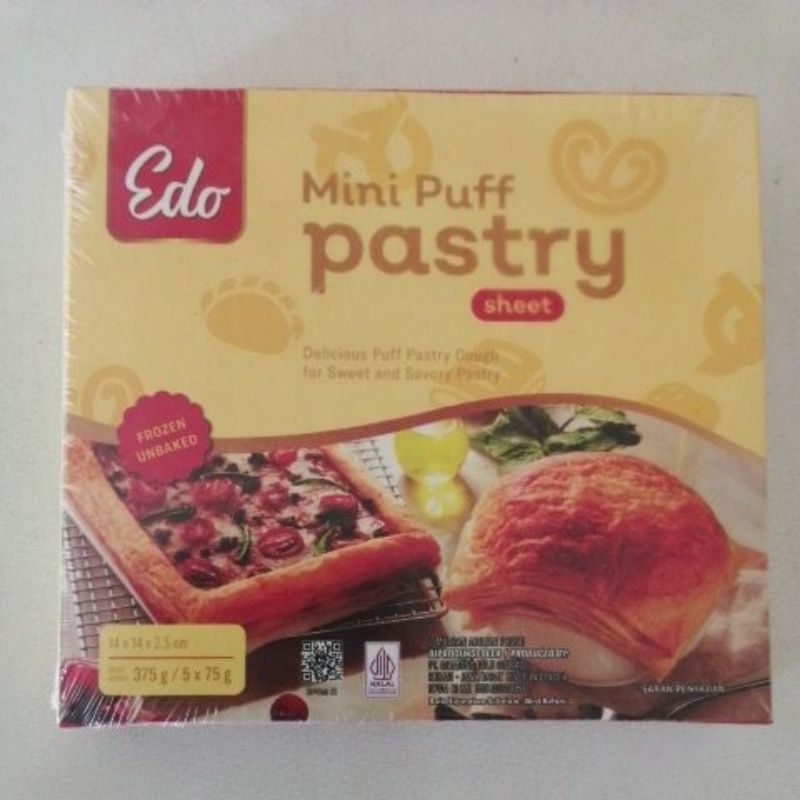 Edo
Mini Puff
pastry
sheet
Delicious Puff Pastry Dough
for Sweet and Savory Pastry
FROZEN
UNBAKED
14 x 14 x 2.5 cm
375 g / 5 x 75 g
HALAL
SARAN PENYAJIAN